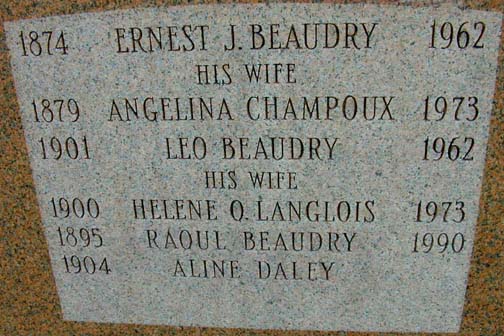 1874 ERNEST J. BEAUDRY 1962
HIS WIFE
1879 ANGELINA CHAMPOUX 1973
1901 LEO BEAUDRY 1962
HIS WIFE
1900 HELENE O. LANGLOIS 1973
1895 RAOUL BEAUDRY 1990
1904 ALINE DALEY